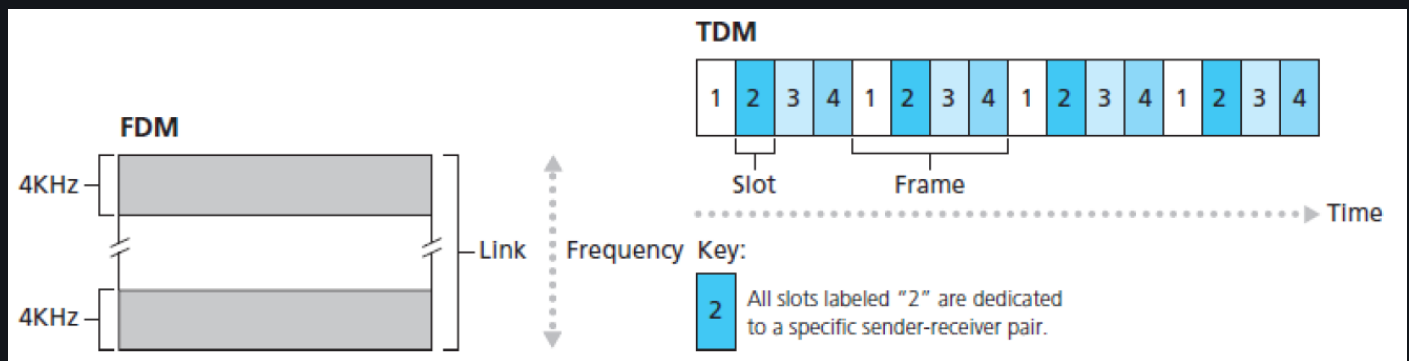 FDM
4KHz
4KHz
Link
Frequency
TDM
1 2 3 4 1 2 3 4 1 2 3 4 1 2 3 4
Slot
Frame
Time
Key:
2
All slots labeled “2” are dedicated
to a specific sender-receiver pair.